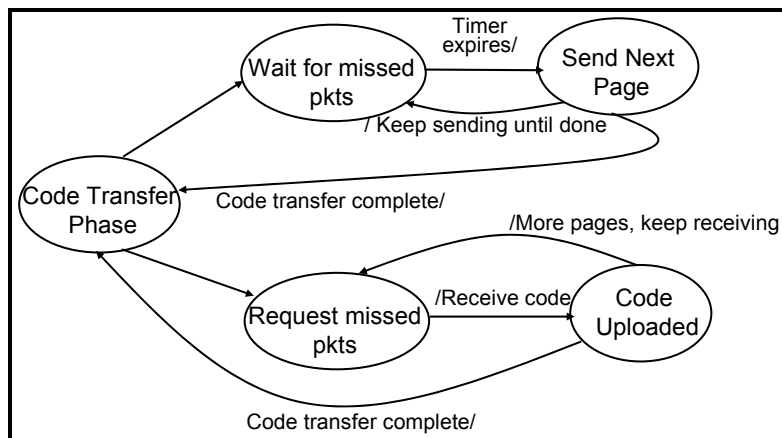 Timer
expires/
Wait for missed
pkts
Send Next
Page
/ Keep sending until done
Code Transfer
Phase
Code transfer complete/
/More pages, keep receiving
Request missed
pkts
/Receive code
Code
Uploaded
Code transfer complete/